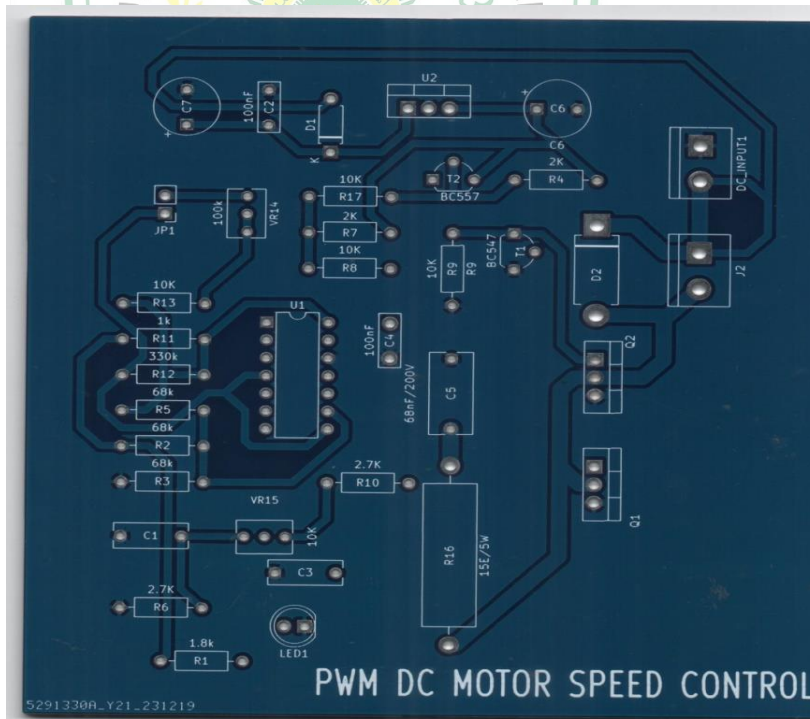 U2
C7
+
100nF
C2
D1
K
+
C6
C6
DC_INPUT1
T2
BC557
2K
R4
10K
R17
JP1
100k
VR14
2K
R7
10K
R8
10K
R9
R9
BC547
T1
D2
J2
10K
R13
1k
R11
330k
R12
68k
R5
68k
R2
68k
R3
U1
100nF
C4
68nF/200V
C5
Q2
2.7K
R10
VR15
10K
C1
C3
Q1
R16
15E/5W
2.7K
R6
LED1
1.8k
R1
PWM DC MOTOR SPEED CONTROL
5291330A_Y21_231219